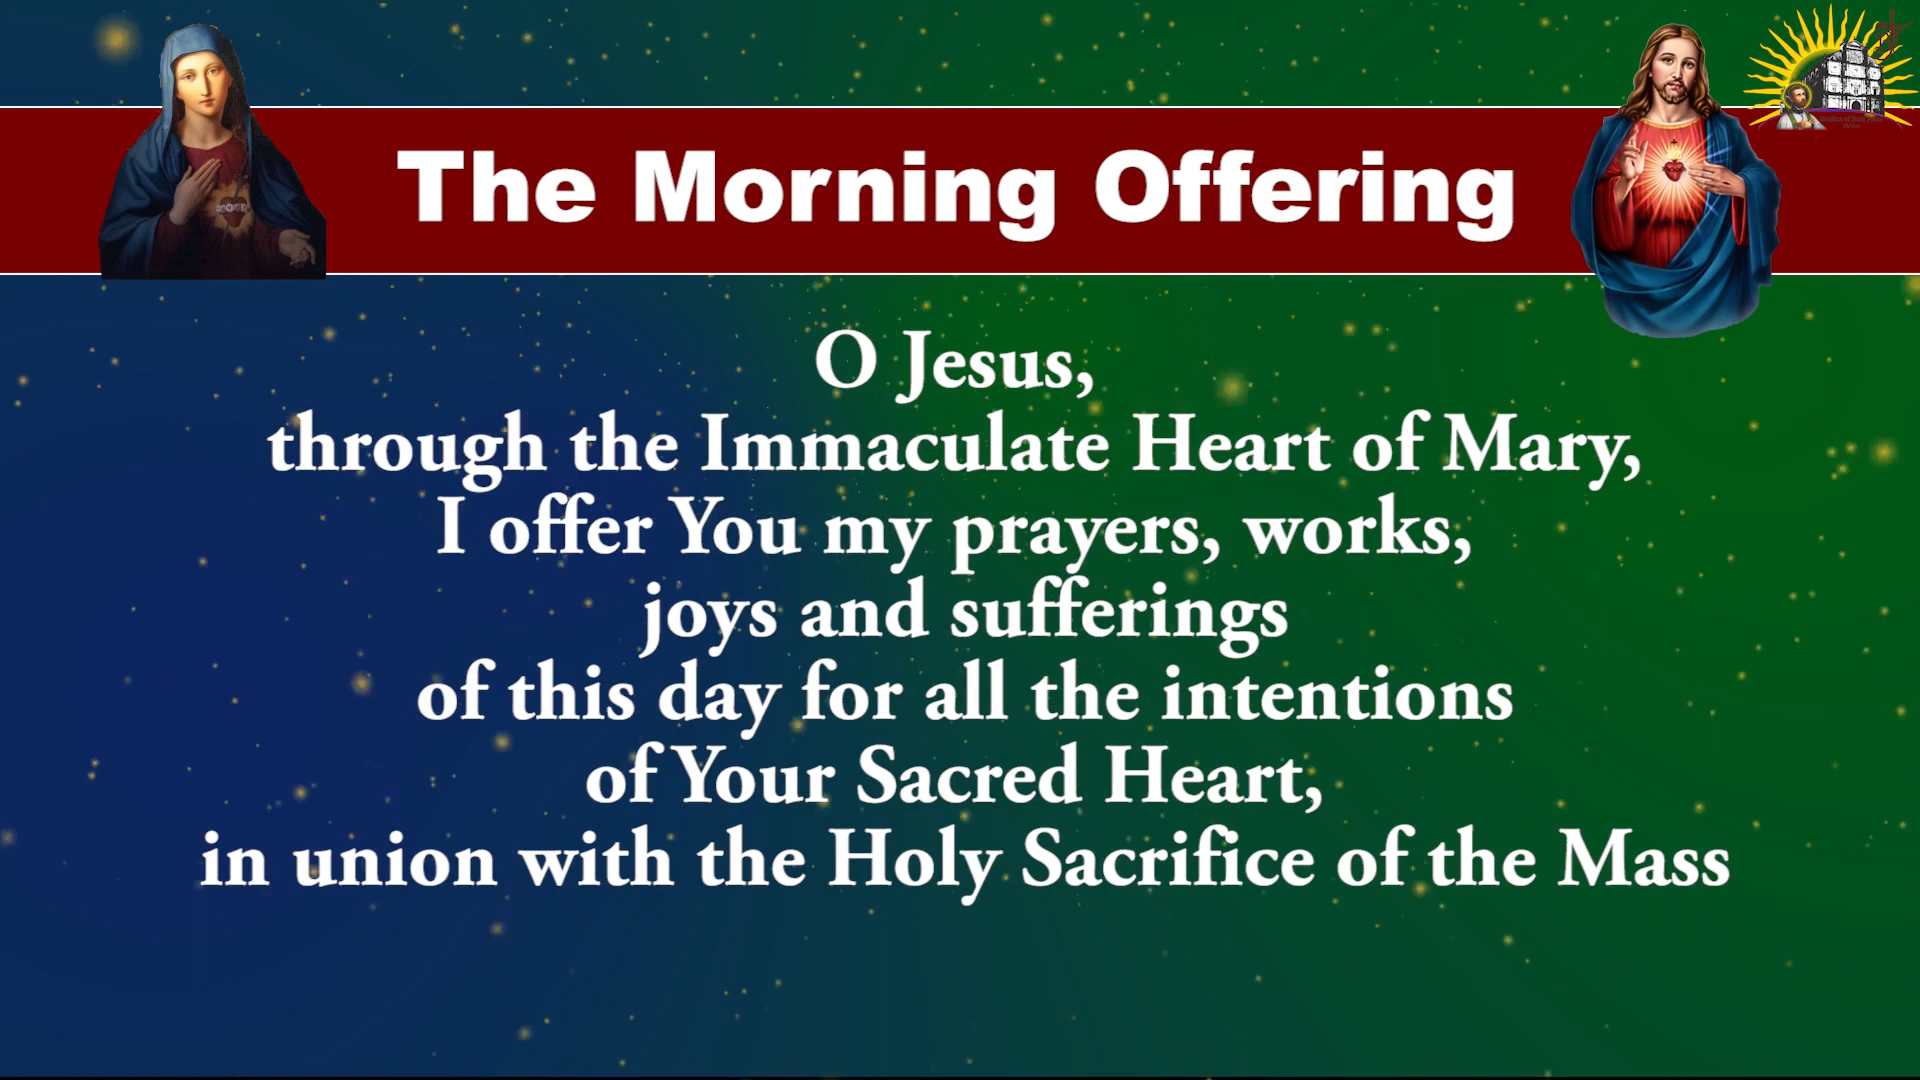 The Morning Offering
O Jesus,
through the Immaculate Heart of Mary,
I offer You my prayers, works,
joys and sufferings
of this day for all the intentions
of Your Sacred Heart,
in union with the Holy Sacrifice of the Mass